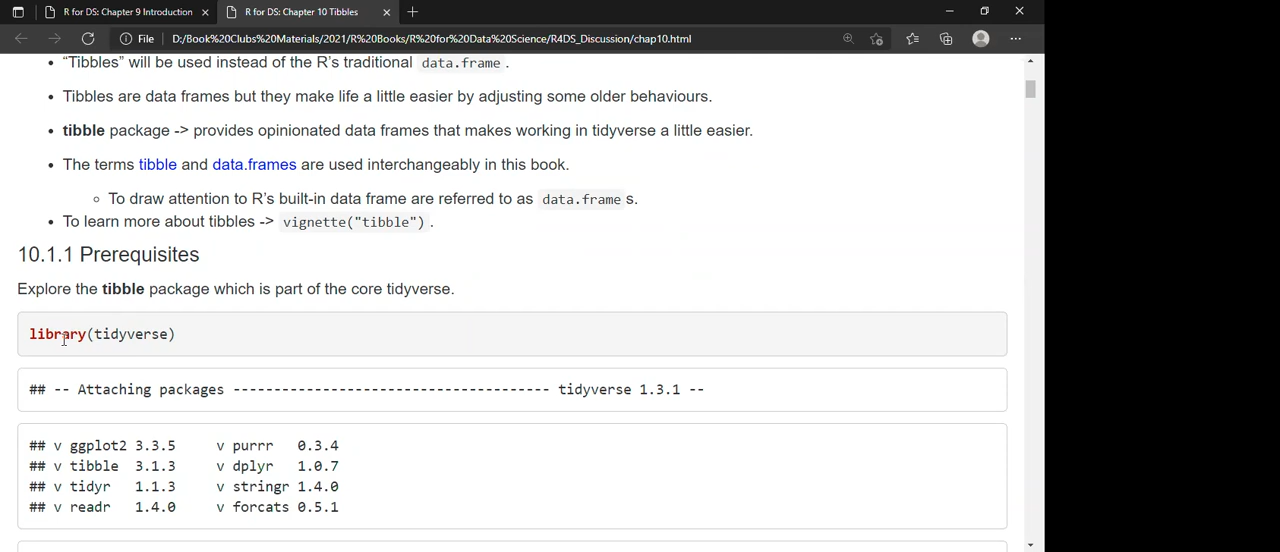 R for DS: Chapter 9 Introduction
R for DS: Chapter 10 Tibbles
File D:/Book%20Clubs%20Materials/2021/R%20Books/R%20for%20Data%20Science/R4DS_Discussion/chap10.html
• “Tibbles” will be used instead of the R’s traditional data.frame .
• Tibbles are data frames but they make life a little easier by adjusting some older behaviours.
• tibble package -> provides opinionated data frames that makes working in tidyverse a little easier.
• The terms tibble and data.frames are used interchangeably in this book.
◦ To draw attention to R’s built-in data frame are referred to as data.frame s.
• To learn more about tibbles -> vignette("tibble") .
10.1.1 Prerequisites
Explore the tibble package which is part of the core tidyverse.
library(tidyverse)
## -- Attaching packages --------------------------------------- tidyverse 1.3.1 --
## v ggplot2 3.3.5     v purrr   0.3.4
## v tibble  3.1.3     v dplyr   1.0.7
## v tidyr   1.1.3     v stringr 1.4.0
## v readr   1.4.0     v forcats 0.5.1